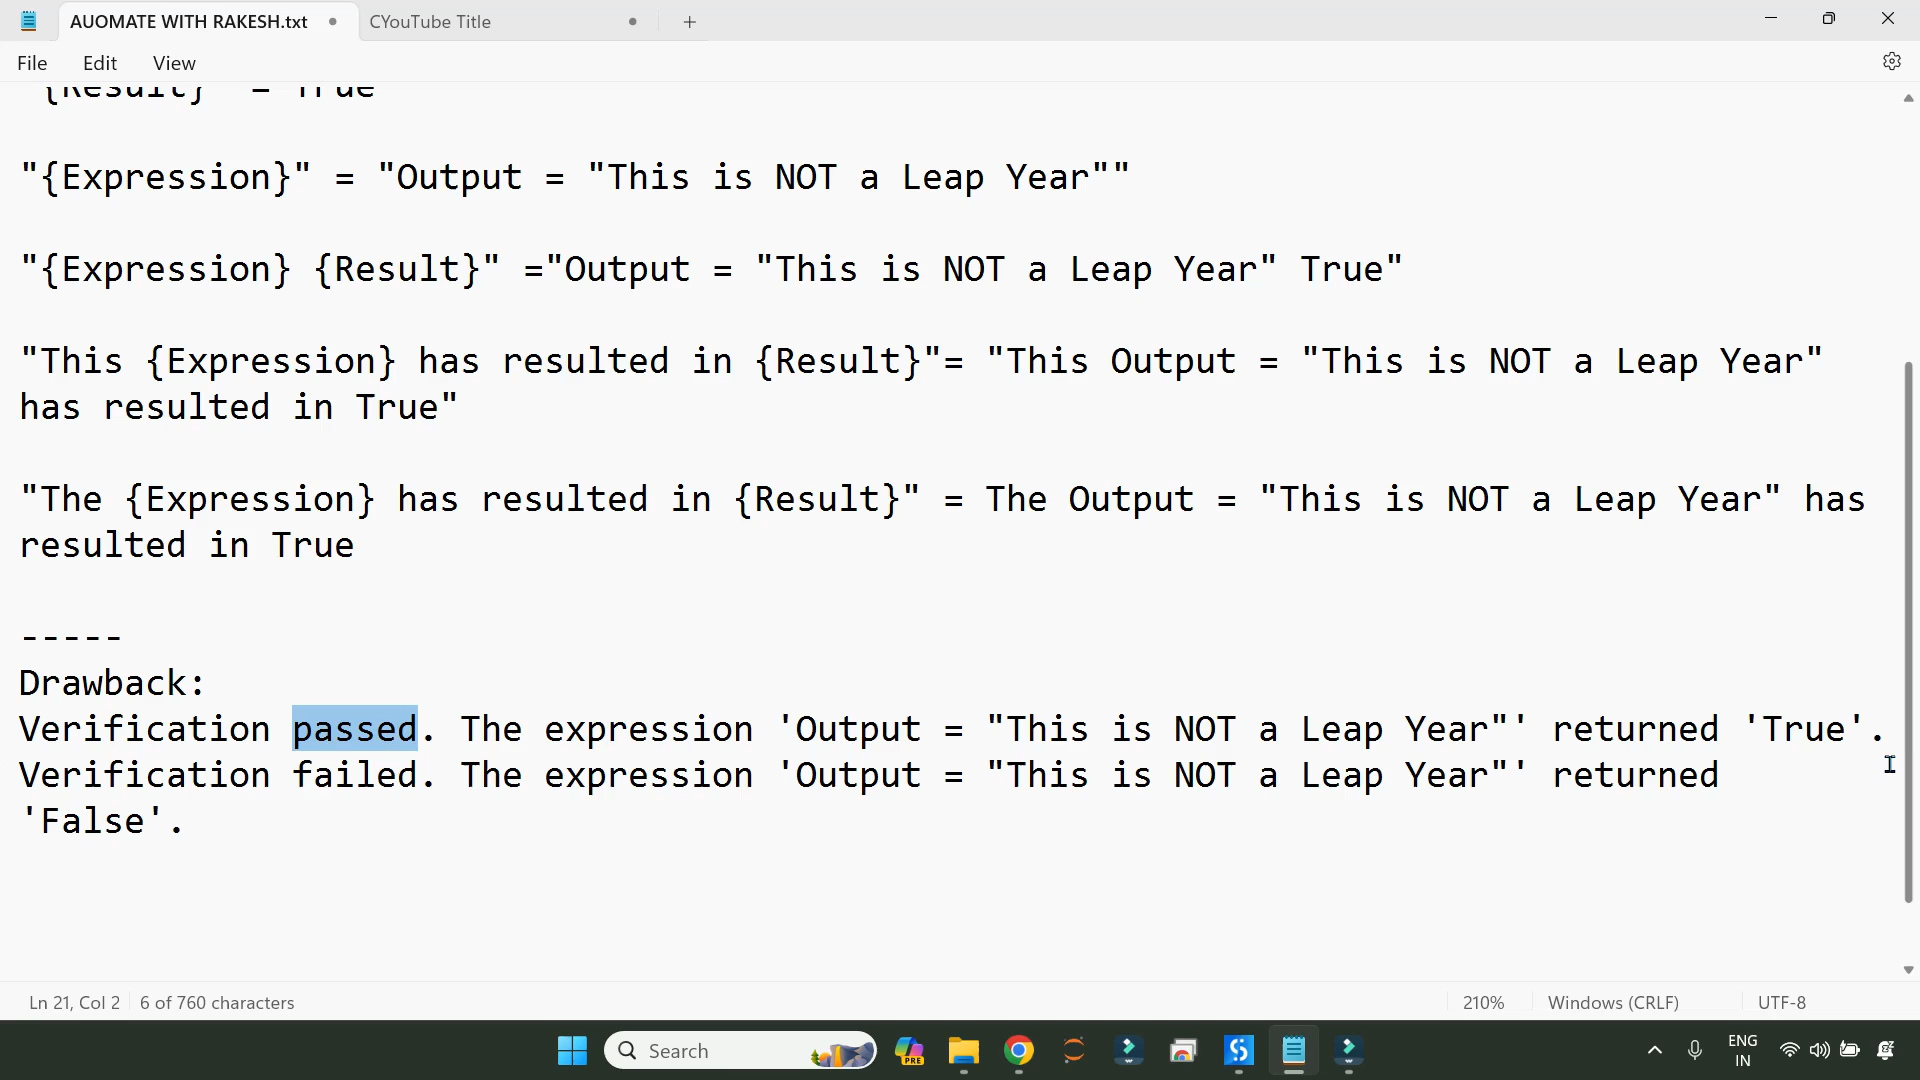 AUOMATE WITH RAKESH.txt
CYouTube Title
File Edit View
"{Result}" = True
"{Expression}" = "Output = "This is NOT a Leap Year""
"{Expression} {Result}" ="Output = "This is NOT a Leap Year" True"
"This {Expression} has resulted in {Result}"= "This Output = "This is NOT a Leap Year"
has resulted in True"
"The {Expression} has resulted in {Result}" = The Output = "This is NOT a Leap Year" has
resulted in True
-----
Drawback:
Verification passed. The expression 'Output = "This is NOT a Leap Year"' returned 'True'.
Verification failed. The expression 'Output = "This is NOT a Leap Year"' returned
'False'.
Ln 21, Col 2 6 of 760 characters 210% Windows (CRLF) UTF-8
Search
PRE
ENG
IN